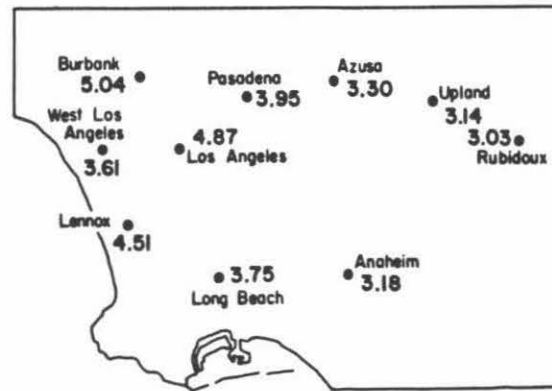 Burbank
5.04
Pasadena
3.95
Azusa
3.30
Upland
3.14
West Los
Angeles
3.61
4.87
Los Angeles
3.03
Rubidoux
Lennox
4.51
3.75
Long Beach
Anaheim
3.18